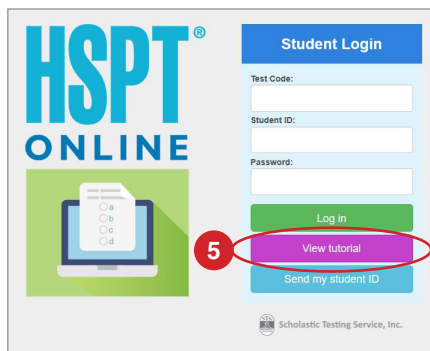 HSPT®
ONLINE
a
b
c
d
Student Login
Test Code:
Student ID:
Password:
Log in
5
View tutorial
Send my student ID
STS
Scholastic Testing Service, Inc.